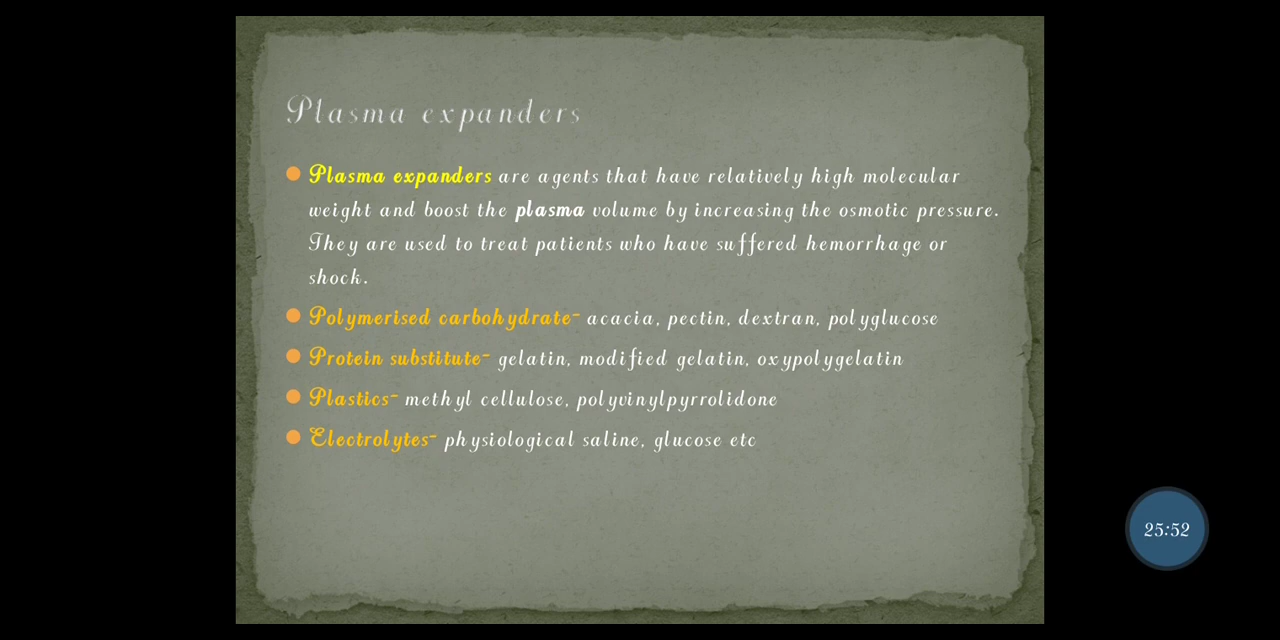 Plasma expanders
Plasma expanders are agents that have relatively high molecular
weight and boost the plasma volume by increasing the osmotic pressure.
They are used to treat patients who have suffered hemorrhage or
shock.
Polymerised carbohydrate- acacia, pectin, dextran, polyglucose
Protein substitute- gelatin, modified gelatin, oxypolygelatin
Plastics- methyl cellulose, polyvinylpyrrolidone
Electrolytes- physiological saline, glucose etc
25:52